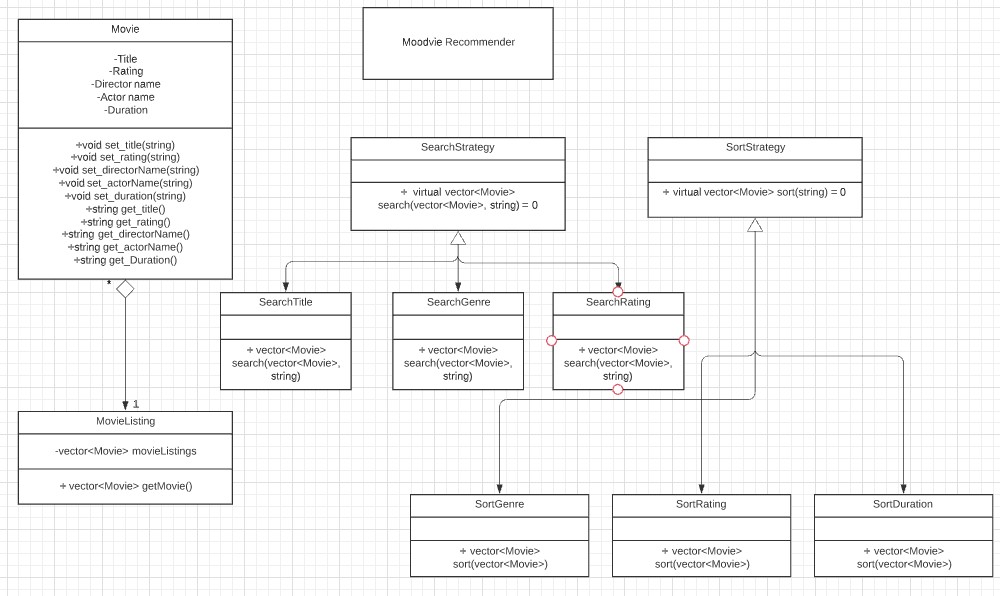 Movie
-Title
-Rating
-Director name
-Actor name
-Duration
+void set_title(string)
+void set_rating(string)
+void set_directorName(string)
+void set_actorName(string)
+void set_duration(string)
+string get_title()
+string get_rating()
+string get_directorName()
+string get_actorName()
+string get_Duration()
*
1
MovieListing
-vector<Movie> movieListings
+ vector<Movie> getMovie()
Moodvie Recommender
SearchStrategy
+ virtual vector<Movie>
search(vector<Movie>, string) = 0
SortStrategy
+ virtual vector<Movie> sort(string) = 0
SearchTitle
+ vector<Movie>
search(vector<Movie>,
string)
SearchGenre
+ vector<Movie>
search(vector<Movie>,
string)
SearchRating
+ vector<Movie>
search(vector<Movie>,
string)
SortGenre
+ vector<Movie>
sort(vector<Movie>)
SortRating
+ vector<Movie>
sort(vector<Movie>)
SortDuration
+ vector<Movie>
sort(vector<Movie>)